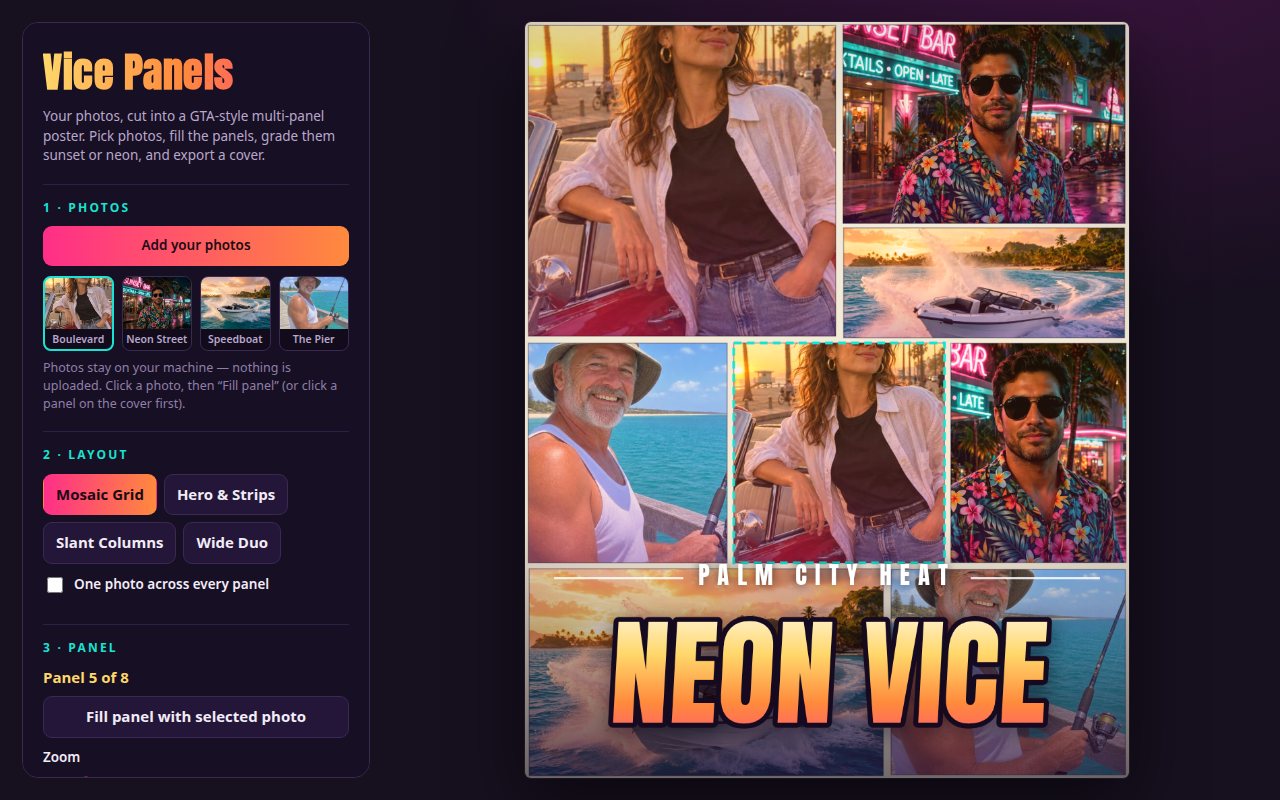 Vice Panels
Your photos, cut into a GTA-style multi-panel
poster. Pick photos, fill the panels, grade them
sunset or neon, and export a cover.
1 · PHOTOS
Add your photos
Boulevard
Neon Street
Speedboat
The Pier
Photos stay on your machine — nothing is
uploaded. Click a photo, then “Fill panel” (or click a
panel on the cover first).
2 · LAYOUT
Mosaic Grid
Hero & Strips
Slant Columns
Wide Duo
One photo across every panel
3 · PANEL
Panel 5 of 8
Fill panel with selected photo
Zoom
NSET BAR
KTAILS • OPEN • LATE
BAR
• LATE
PALM CITY HEAT
NEON VICE